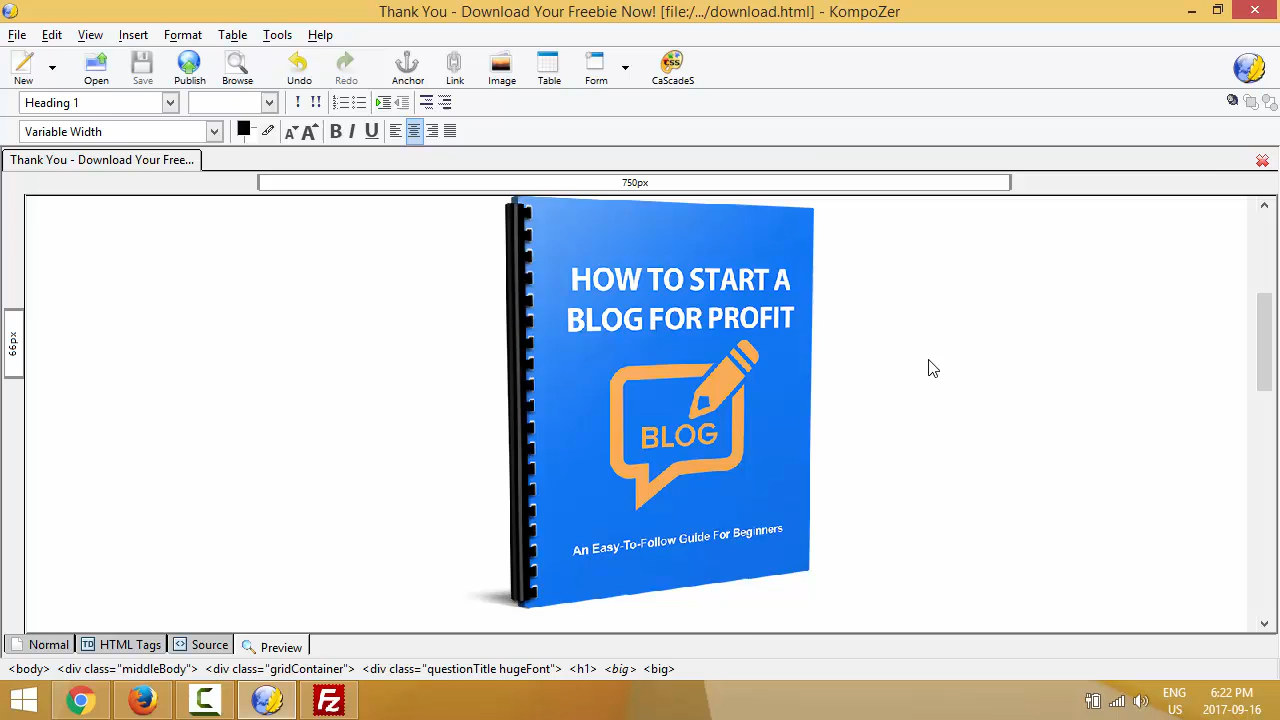 Thank You - Download Your Freebie Now! [file:/.../download.html] - KompoZer
File Edit View Insert Format Table Tools Help
New Open Save Publish Browse Undo Redo Anchor Link Image Table Form CaScadeS
Heading 1 ! !!
Variable Width A A B I U
Thank You - Download Your Free...
750px
66px
HOW TO START A
BLOG FOR PROFIT
BLOG
An Easy-To-Follow Guide For Beginners
Normal TD HTML Tags Source Preview
<body> <div class="middleBody"> <div class="gridContainer"> <div class="questionTitle hugeFont"> <h1> <big> <big>
ENG 6:22 PM
US 2017-09-16